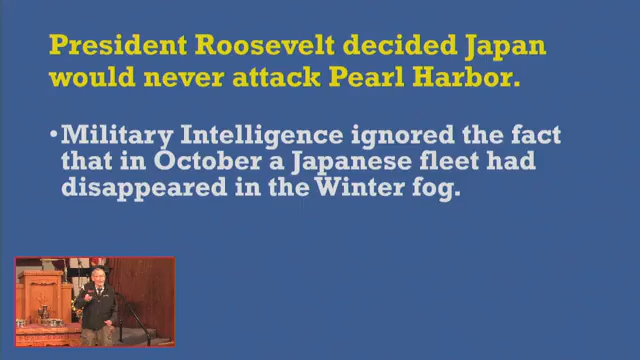 President Roosevelt decided Japan
would never attack Pearl Harbor.
•Military Intelligence ignored the fact
that in October a Japanese fleet had
disappeared in the Winter fog.